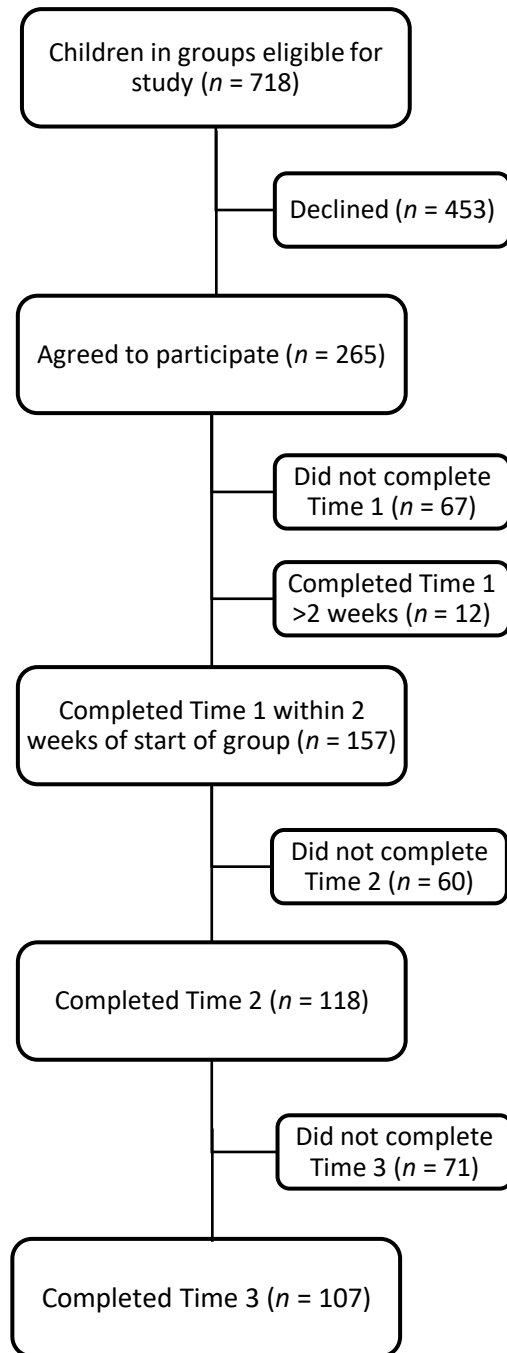 Children in groups eligible for
study (n = 718)
Declined (n = 453)
Agreed to participate (n = 265)
Did not complete
Time 1 (n = 67)
Completed Time 1
>2 weeks (n = 12)
Completed Time 1 within 2
weeks of start of group (n = 157)
Did not complete
Time 2 (n = 60)
Completed Time 2 (n = 118)
Did not complete
Time 3 (n = 71)
Completed Time 3 (n = 107)